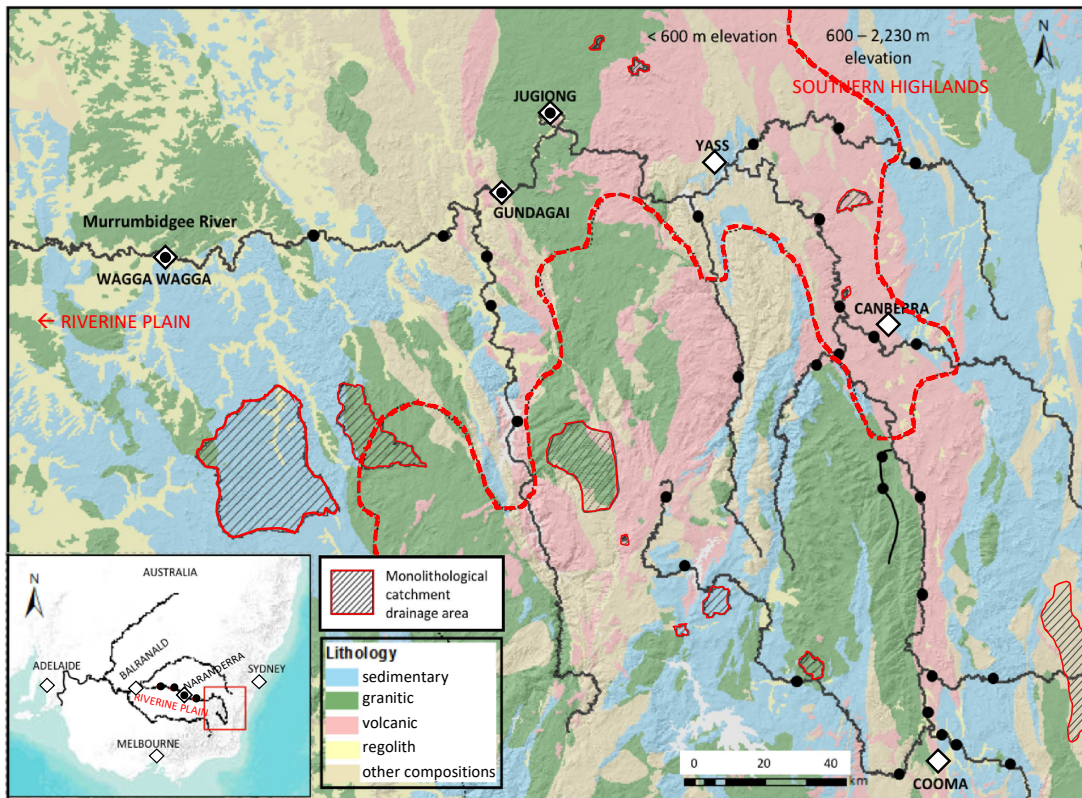 < 600 m elevation
600 – 2,230 m
elevation
N
SOUTHERN HIGHLANDS
JUGIONG
YASS
GUNDAGAI
Murrumbidgee River
WAGGA WAGGA
← RIVERINE PLAIN
CANBERRA
COOMA
N
AUSTRALIA
ADELAIDE
BALRANALD
NARANDERRA
SYDNEY
RIVERINE PLAIN
MELBOURNE
Monolithological
catchment
drainage area
Lithology
sedimentary
granitic
volcanic
regolith
other compositions
0 10 20 40
km